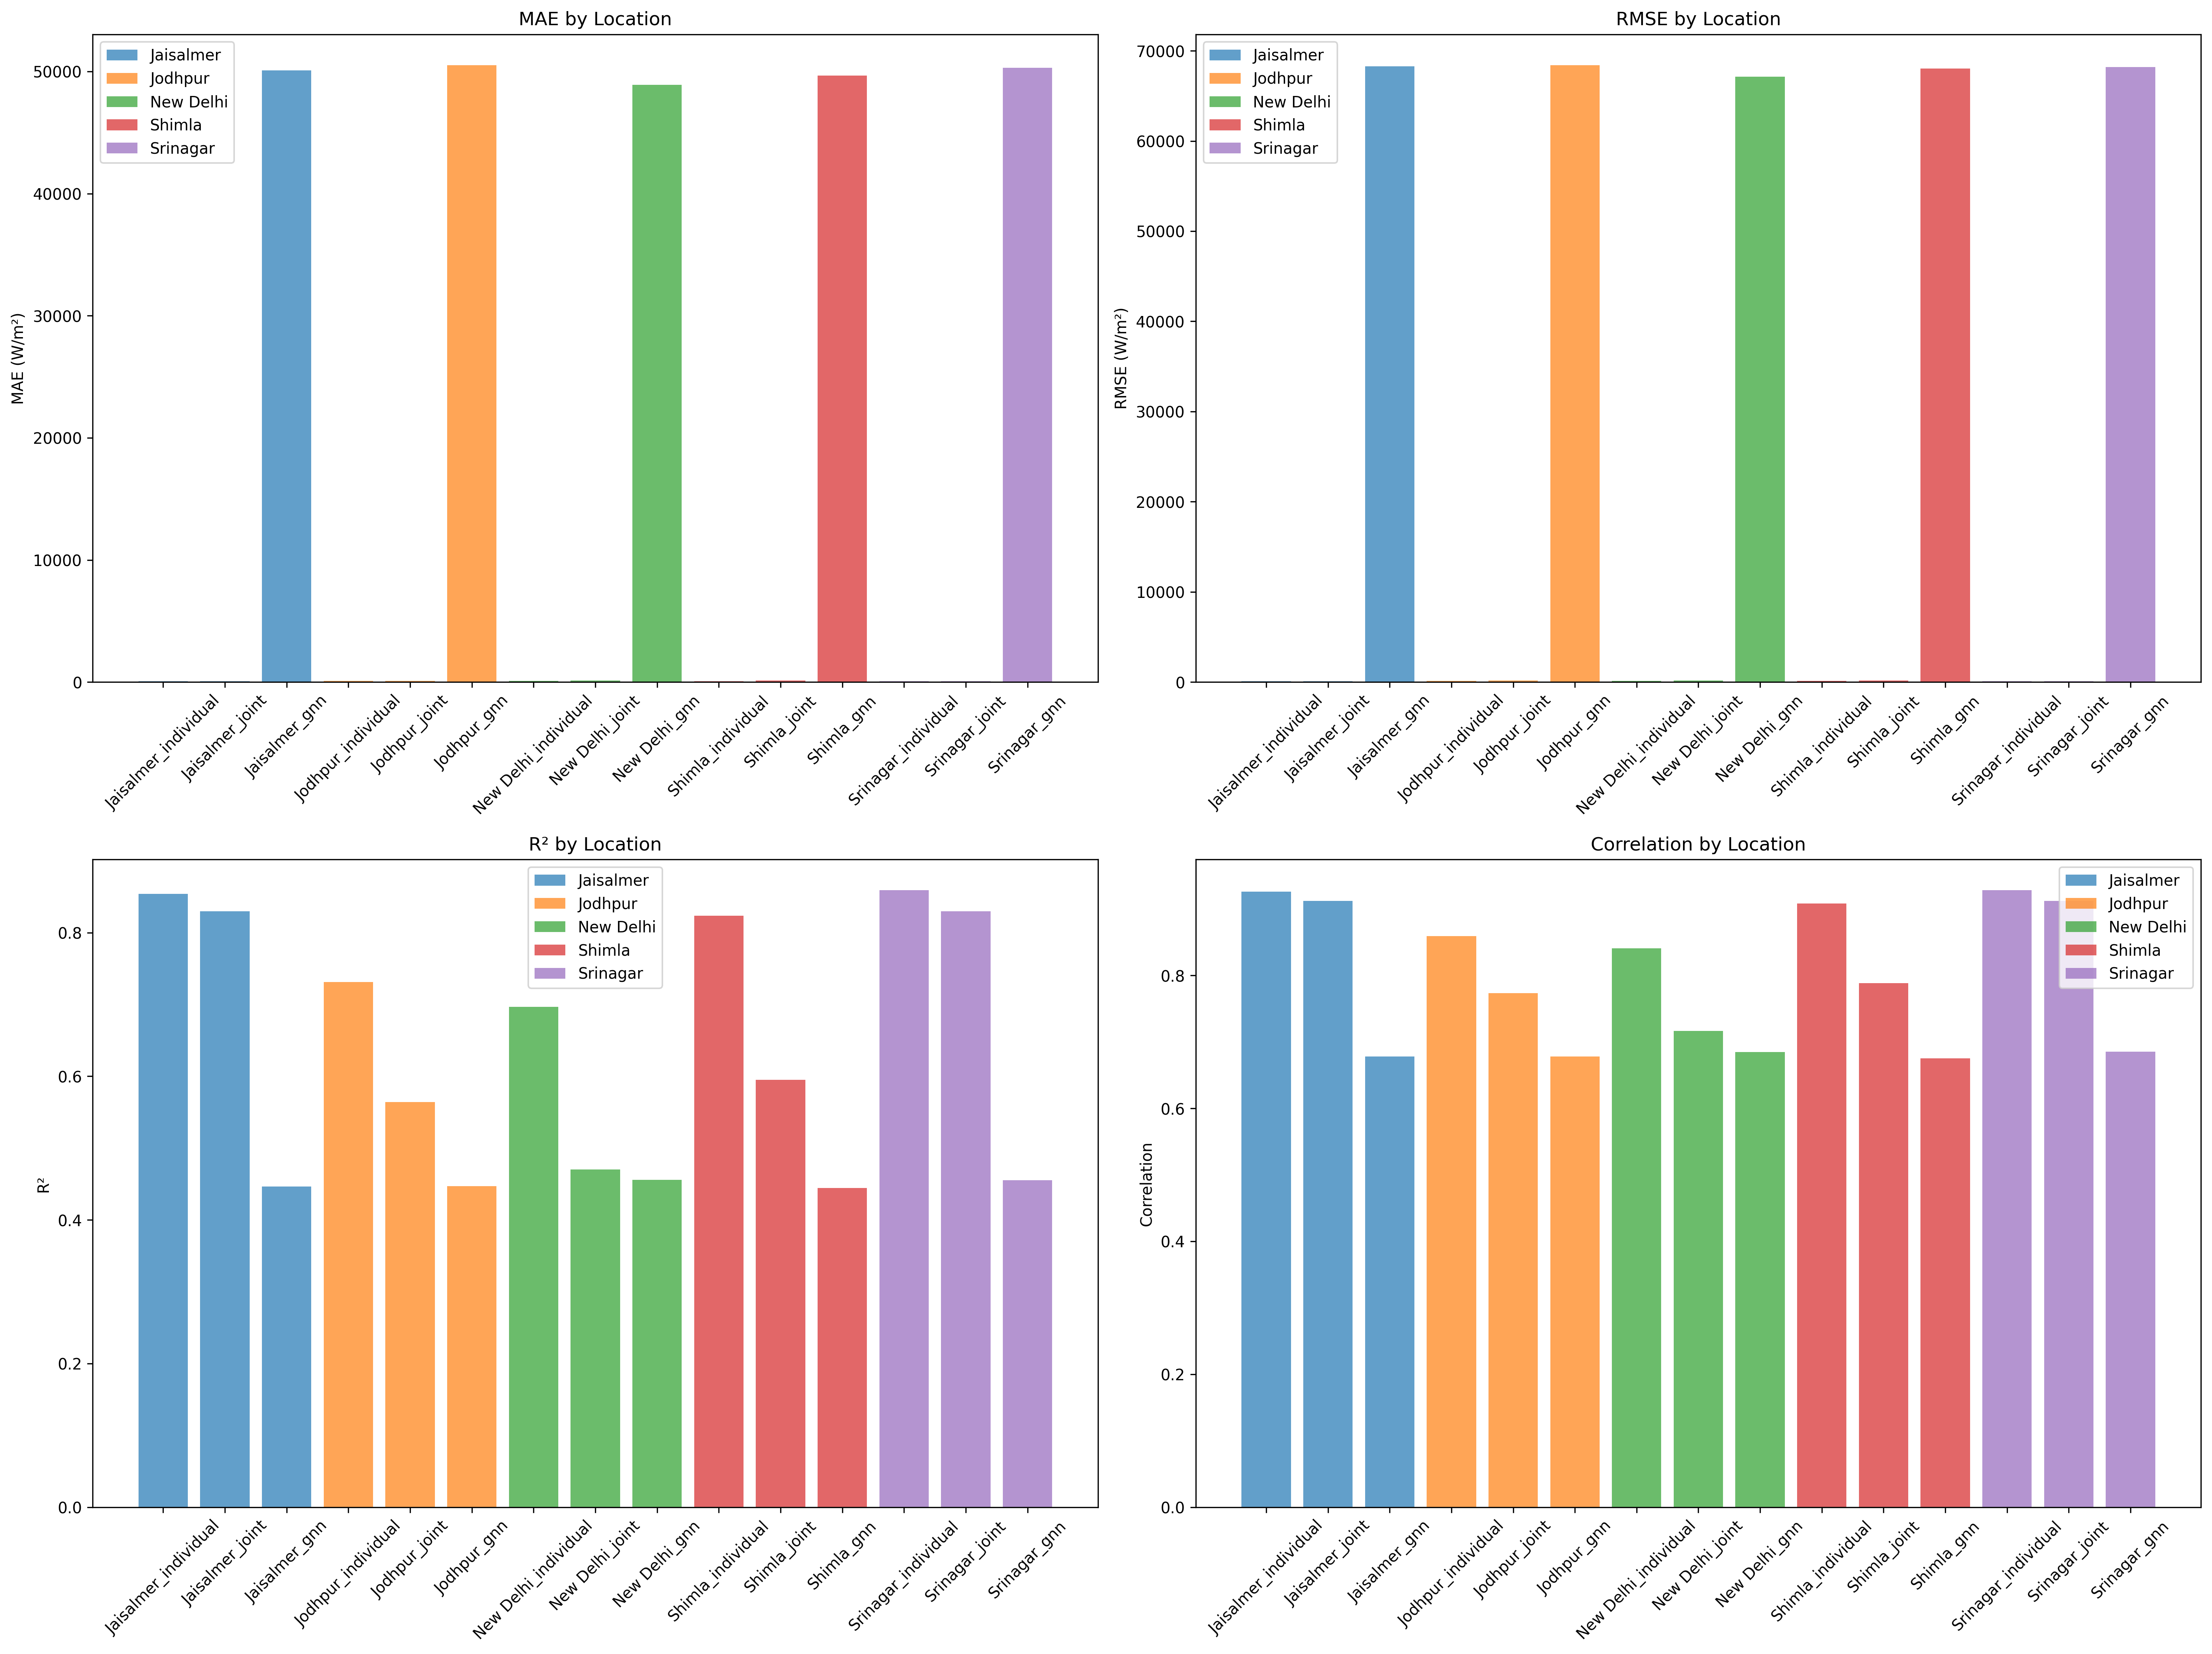 MAE by Location
MAE (W/m²)
50000
40000
30000
20000
10000
0
Jaisalmer
Jodhpur
New Delhi
Shimla
Srinagar
Jaisalmer_individual
Jaisalmer_joint
Jaisalmer_gnn
Jodhpur_individual
Jodhpur_joint
Jodhpur_gnn
New Delhi_individual
New Delhi_joint
New Delhi_gnn
Shimla_individual
Shimla_joint
Shimla_gnn
Srinagar_individual
Srinagar_joint
Srinagar_gnn
RMSE by Location
RMSE (W/m²)
70000
60000
50000
40000
30000
20000
10000
0
Jaisalmer
Jodhpur
New Delhi
Shimla
Srinagar
Jaisalmer_individual
Jaisalmer_joint
Jaisalmer_gnn
Jodhpur_individual
Jodhpur_joint
Jodhpur_gnn
New Delhi_individual
New Delhi_joint
New Delhi_gnn
Shimla_individual
Shimla_joint
Shimla_gnn
Srinagar_individual
Srinagar_joint
Srinagar_gnn
R² by Location
R²
0.8
0.6
0.4
0.2
0.0
Jaisalmer
Jodhpur
New Delhi
Shimla
Srinagar
Jaisalmer_individual
Jaisalmer_joint
Jaisalmer_gnn
Jodhpur_individual
Jodhpur_joint
Jodhpur_gnn
New Delhi_individual
New Delhi_joint
New Delhi_gnn
Shimla_individual
Shimla_joint
Shimla_gnn
Srinagar_individual
Srinagar_joint
Srinagar_gnn
Correlation by Location
Correlation
0.8
0.6
0.4
0.2
0.0
Jaisalmer
Jodhpur
New Delhi
Shimla
Srinagar
Jaisalmer_individual
Jaisalmer_joint
Jaisalmer_gnn
Jodhpur_individual
Jodhpur_joint
Jodhpur_gnn
New Delhi_individual
New Delhi_joint
New Delhi_gnn
Shimla_individual
Shimla_joint
Shimla_gnn
Srinagar_individual
Srinagar_joint
Srinagar_gnn